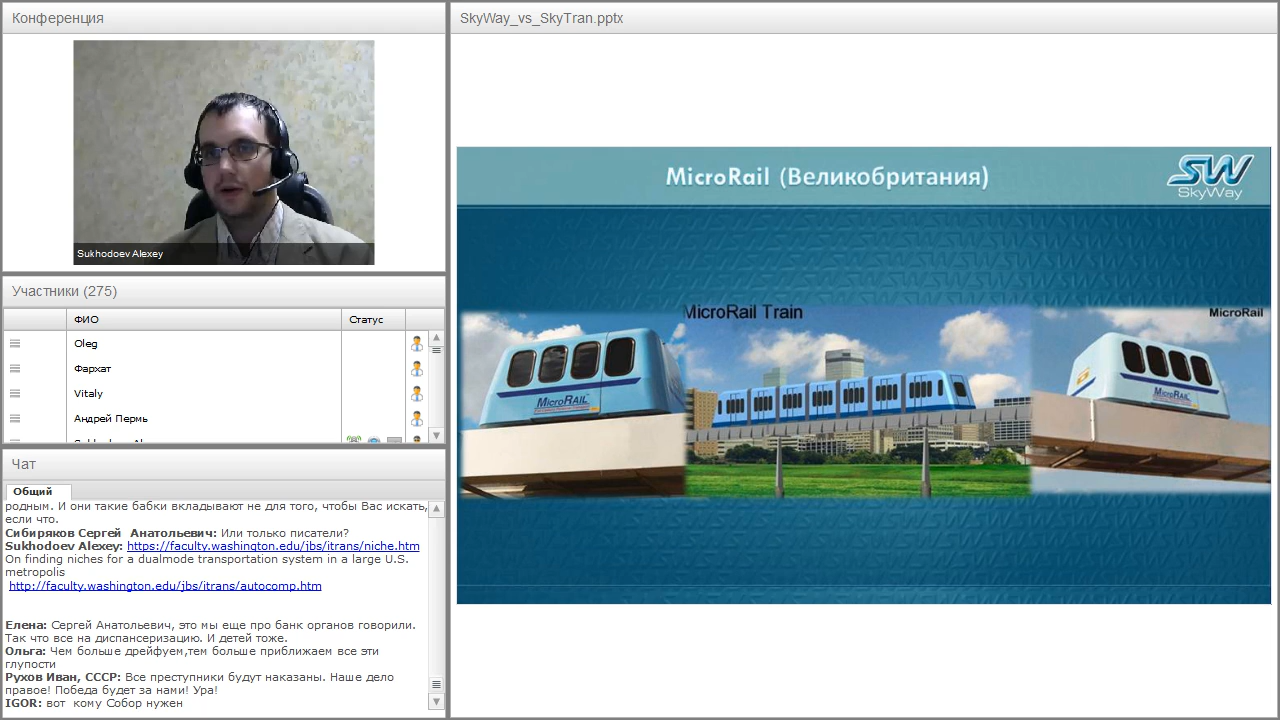 Конференция
Sukhodoev Alexey
Участники (275)
ФИО
Статус
Oleg
Фархат
Vitaly
Андрей Пермь
Чат
Общий
родным. И они такие бабки вкладывают не для того, чтобы Вас искать,
если что.
Сибиряков Сергей Анатольевич: Или только писатели?
Sukhodoev Alexey: https://faculty.washington.edu/jbs/itrans/niche.htm
On finding niches for a dualmode transportation system in a large U.S.
metropolis
http://faculty.washington.edu/jbs/itrans/autocomp.htm
Елена: Сергей Анатольевич, это мы еще про банк органов говорили.
Так что все на диспансеризацию. И детей тоже.
Ольга: Чем больше дрейфуем,тем больше приближаем все эти
глупости
Рухов Иван, СССР: Все преступники будут наказаны. Наше дело
правое! Победа будет за нами! Ура!
IGOR: вот кому Собор нужен
SkyWay_vs_SkyTran.pptx
MicroRail (Великобритания)
SW
SkyWay
MicroRail Train
MicroRail
MicroRAIL
MicroRAIL